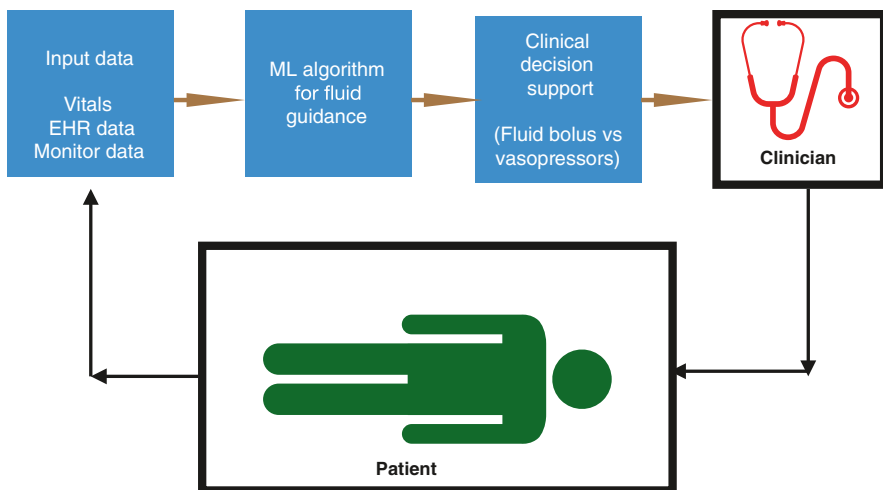 Input data
Vitals
EHR data
Monitor data
ML algorithm
for fluid
guidance
Clinical
decision
support
(Fluid bolus vs
vasopressors)
Clinician
Patient